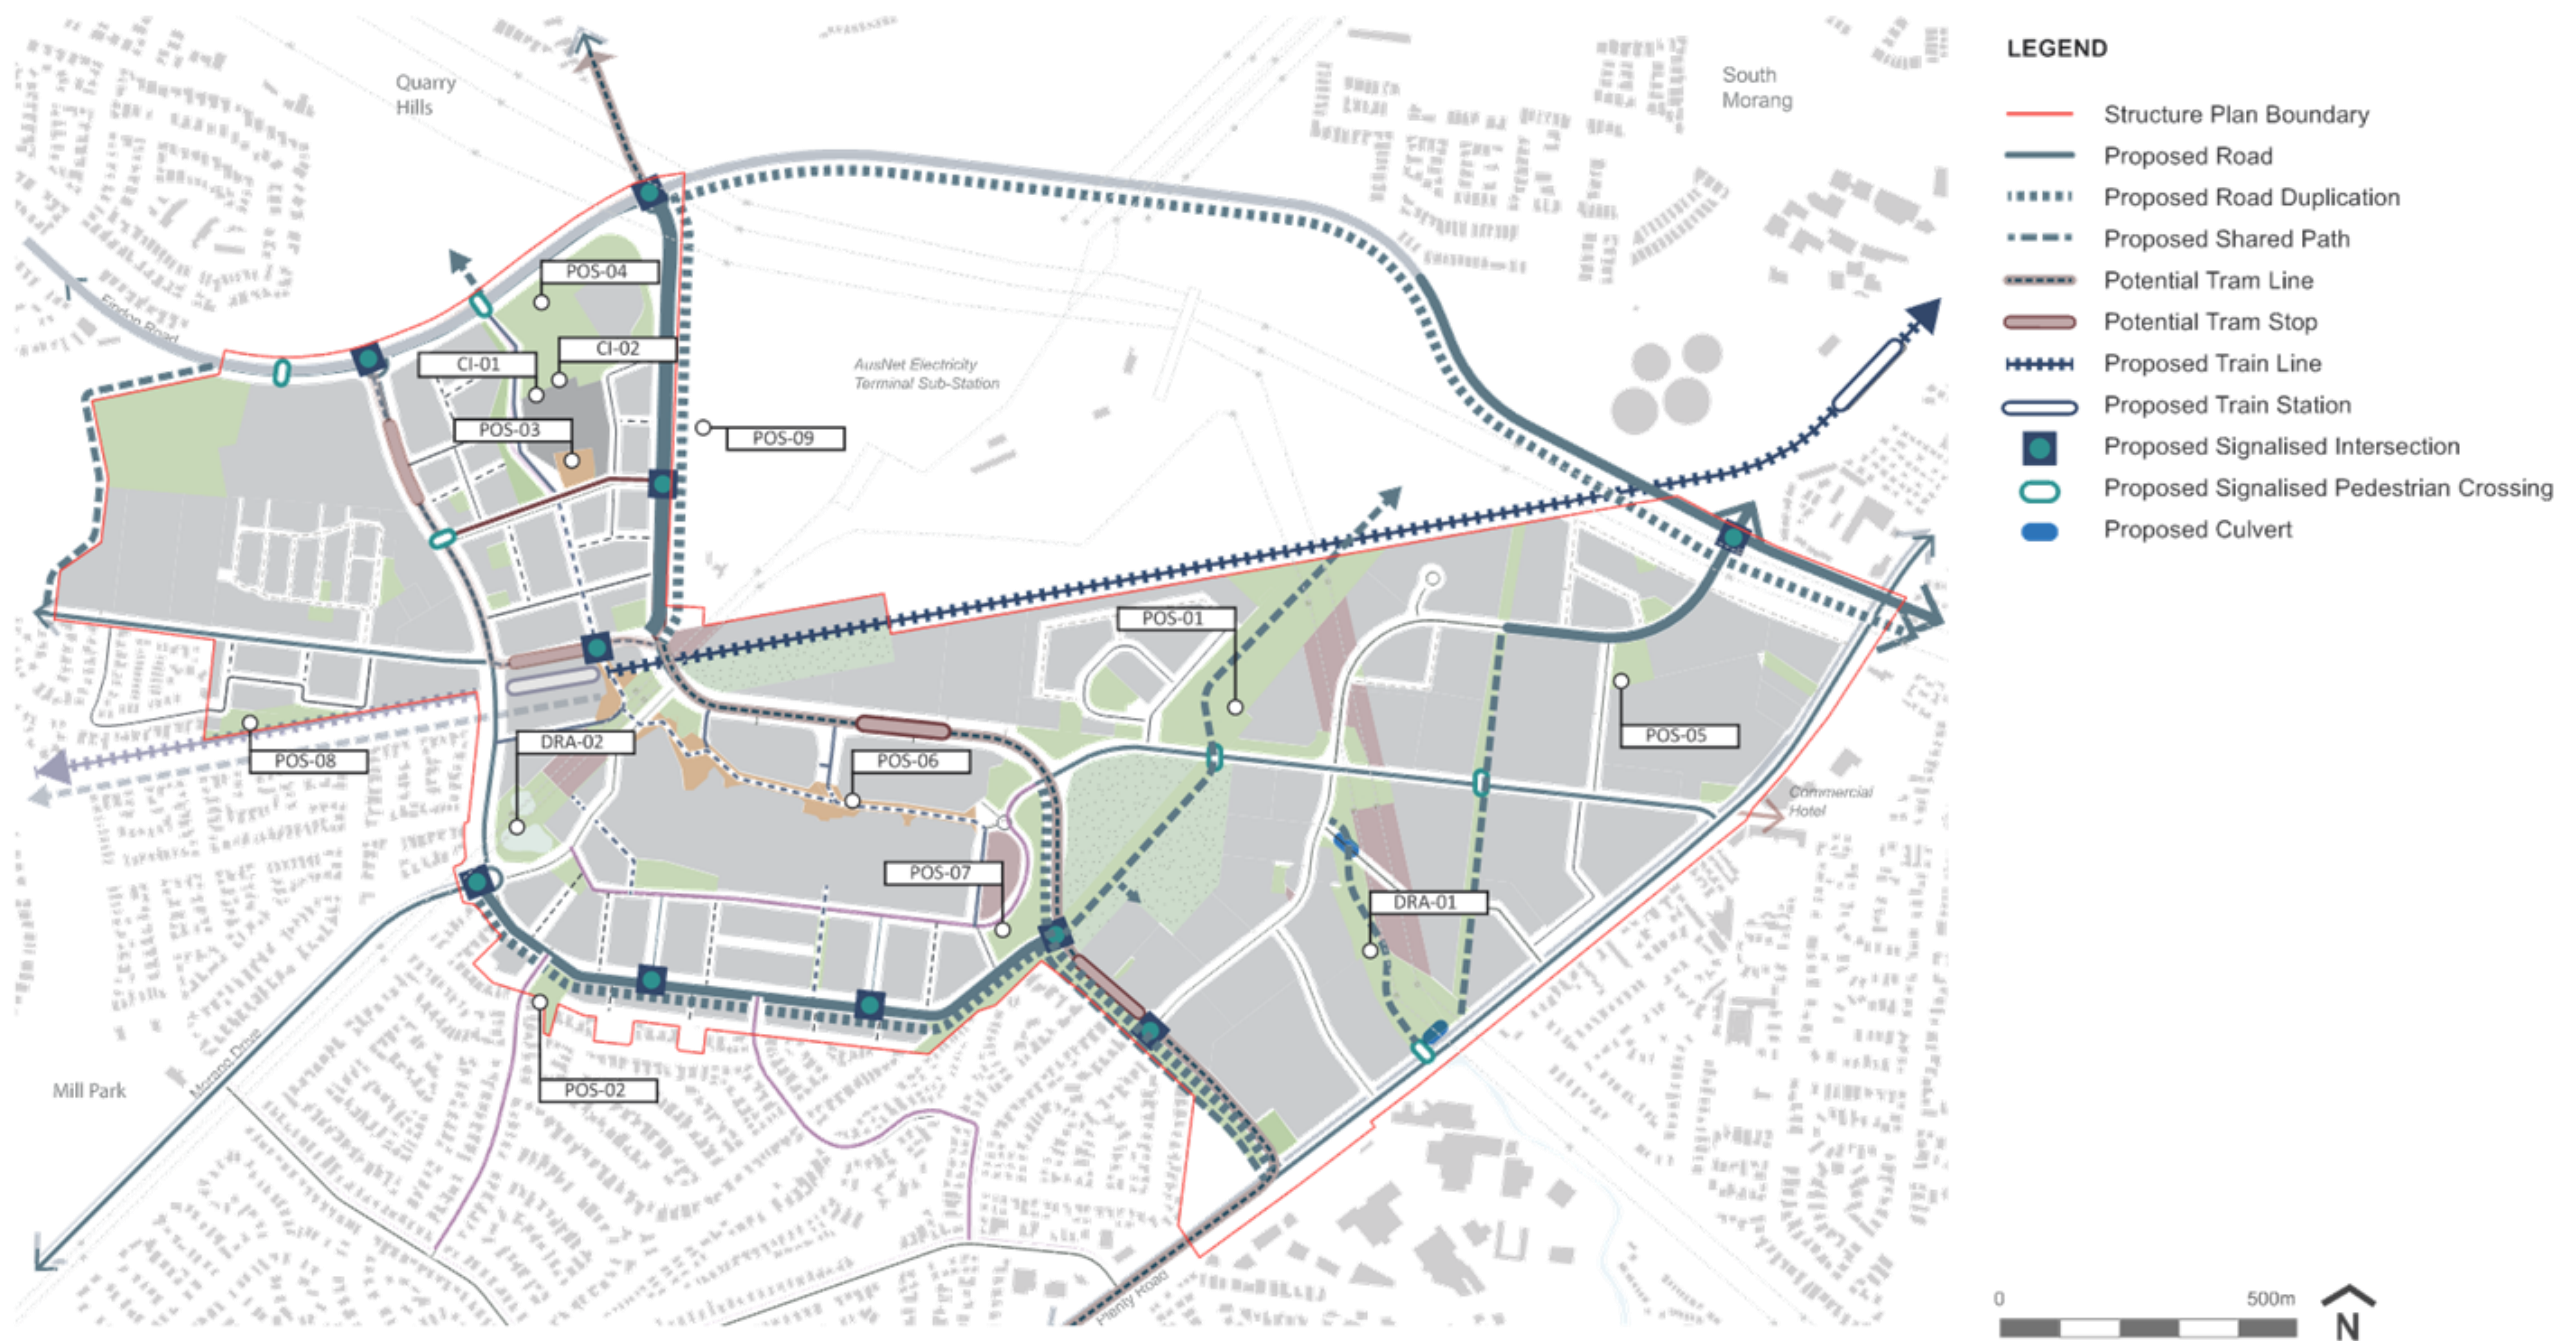 Quarry
Hills
South
Morang
LEGEND
Structure Plan Boundary
Proposed Road
Proposed Road Duplication
Proposed Shared Path
Potential Tram Line
Potential Tram Stop
Proposed Train Line
Proposed Train Station
Proposed Signalised Intersection
Proposed Signalised Pedestrian Crossing
Proposed Culvert
POS-04
Findon Road
CI-02
CI-01
AusNet Electricity
Terminal Sub-Station
POS-03
POS-09
POS-01
POS-05
DRA-02
POS-08
POS-06
Commercial
Hotel
POS-07
DRA-01
Morang Drive
Mill Park
POS-02
Plenty Road
0
500m
N